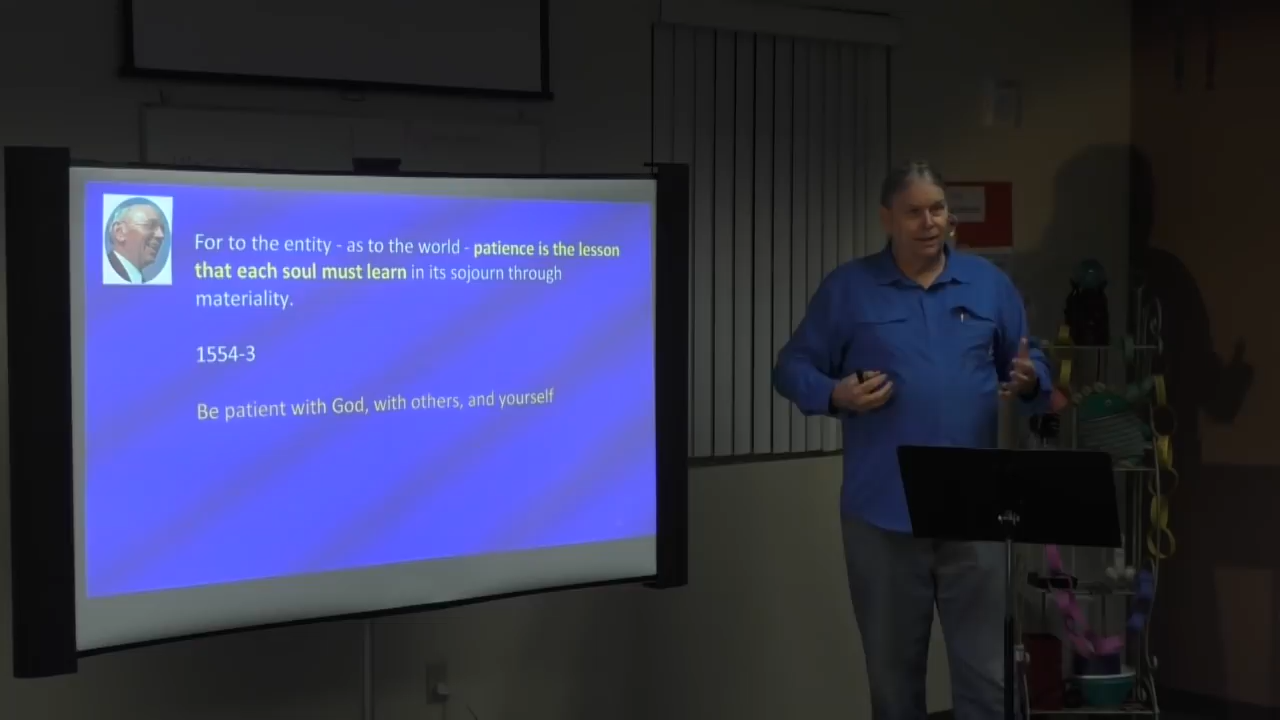 For to the entity - as to the world - patience is the lesson
that each soul must learn in its sojourn through
materiality.
1554-3
Be patient with God, with others, and yourself